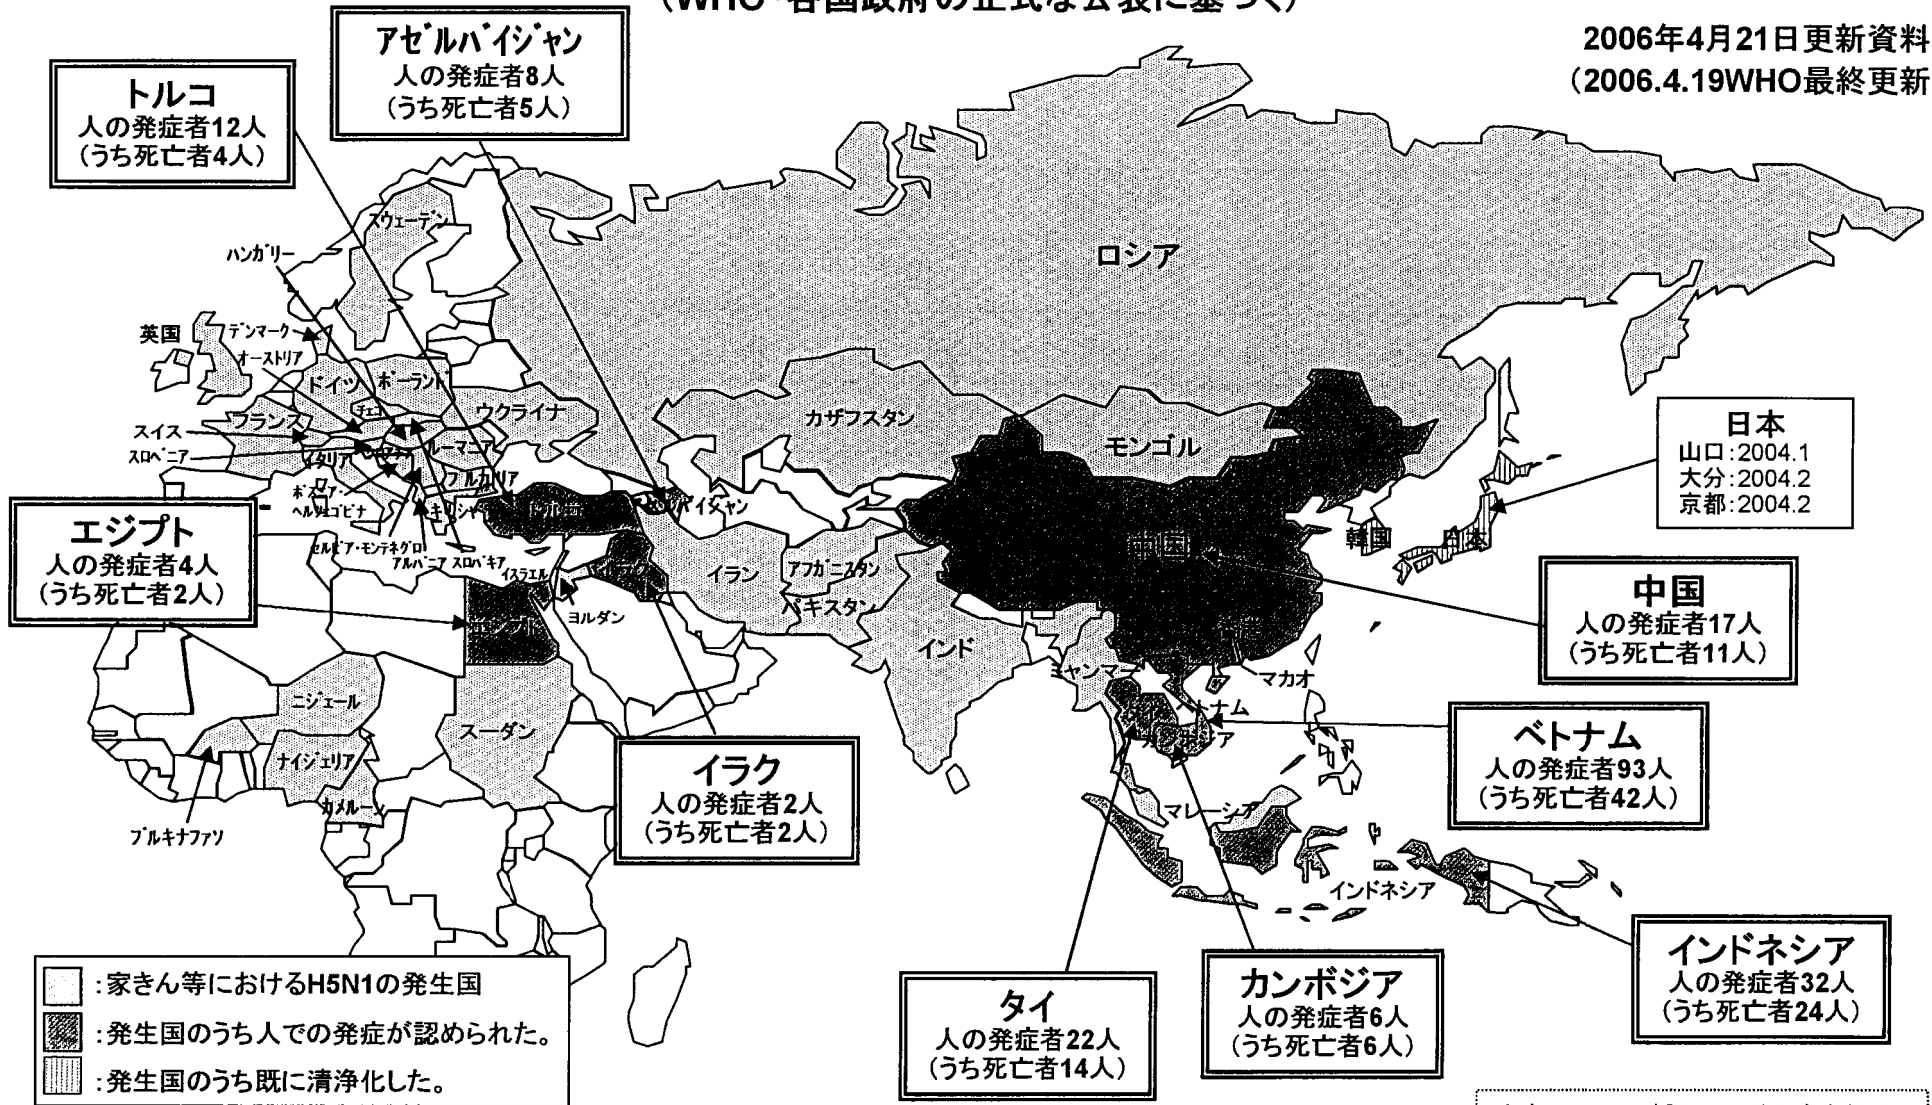 (WHO・各国政府の正式な公表に基づく)
2006年4月21日更新資料
(2006.4.19WHO最終更新
アゼルバイジャン
人の発症者8人
(うち死亡者5人)
トルコ
人の発症者12人
(うち死亡者4人)
スウェーデン
ハンガリー
ロシア
英国
デンマーク
オーストリア
ドイツ
ポーランド
チェコ
ウクライナ
カザフスタン
フランス
スイス
スロベニア
イタリア
ルーマニア
モンゴル
日本
山口:2004.1
大分:2004.2
京都:2004.2
ブルガリア
ボスニア・
ヘルツェゴビナ
ギリシャ
トルコ
バイジャン
エジプト
人の発症者4人
(うち死亡者2人)
セルビア・モンテネグロ
アルバニア
スロバキア
イスラエル
イラン
アフガニスタン
中国
韓国
日本
パキスタン
ヨルダン
中国
人の発症者17人
(うち死亡者11人)
インド
ミャンマー
マカオ
ニジェール
スーダン
タイ
ベトナム
カンボジア
ナイジェリア
カメルーン
ブルキナファソ
イラク
人の発症者2人
(うち死亡者2人)
ベトナム
人の発症者93人
(うち死亡者42人)
マレーシア
インドネシア
タイ
人の発症者22人
(うち死亡者14人)
カンボジア
人の発症者6人
(うち死亡者6人)
インドネシア
人の発症者32人
(うち死亡者24人)
:家きん等におけるH5N1の発生国
:発生国のうち人での発症が認められた。
:発生国のうち既に清浄化した。